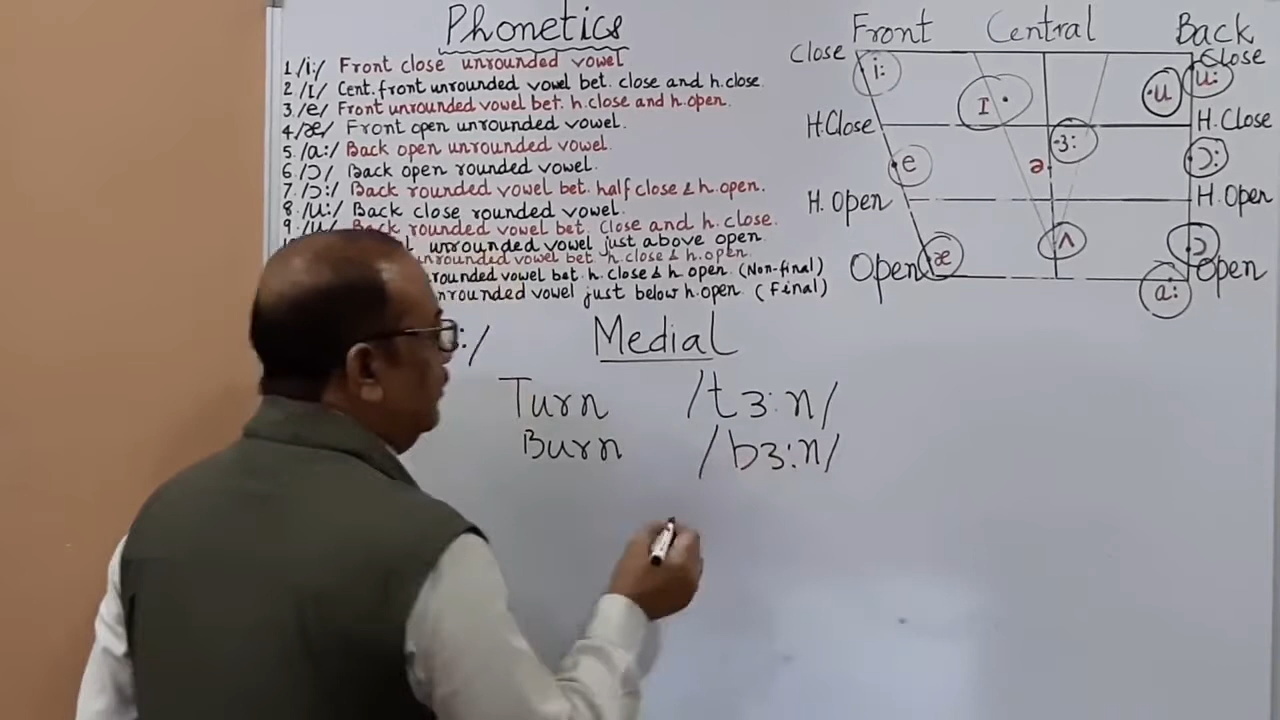 Phonetics
1 /i:/ Front close unrounded vowel
2 /I/ Cent. front unrounded vowel bet. close and h.close.
3 /e/ Front unrounded vowel bet. h.close and h.open.
4 /æ/ Front open unrounded vowel.
5. /a:/ Back open unrounded vowel.
6. /ɔ/ Back open rounded vowel.
7. /ɔ:/ Back rounded vowel bet. half close & h.open.
8. /u:/ Back close rounded vowel.
9. /u/ Back rounded vowel bet. Close and h.close.
unrounded vowel just above open.
unrounded vowel bet. h.close & h.open.
rounded vowel bet. h.close & h open. (Non-final)
unrounded vowel just below h.open. (Final)
Front Central Back
Close Close
i: I u u:
H.Close H.Close
ɜ:
e ə ɔ:
H. Open H. Open
æ ʌ ɔ
Open Open
a:
:/ Medial
Turn /tɜ:n/
Burn /bɜ:n/